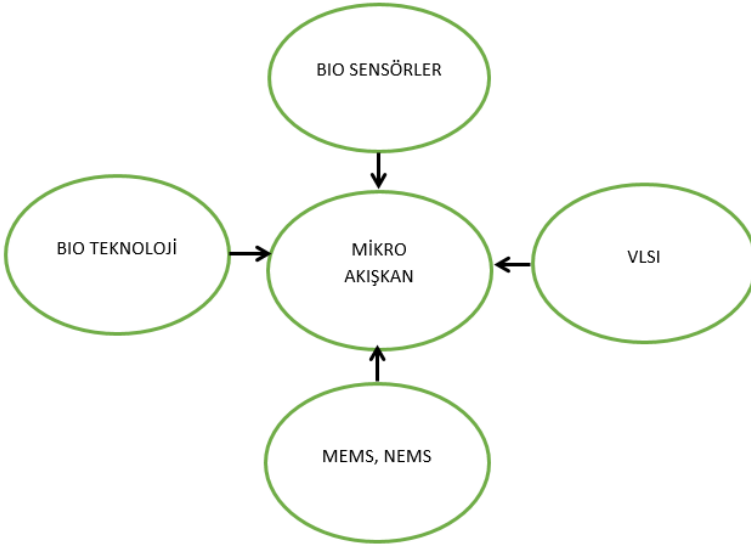 BIO SENSÖRLER
BIO TEKNOLOJİ
MİKRO
AKIŞKAN
VLSI
MEMS, NEMS